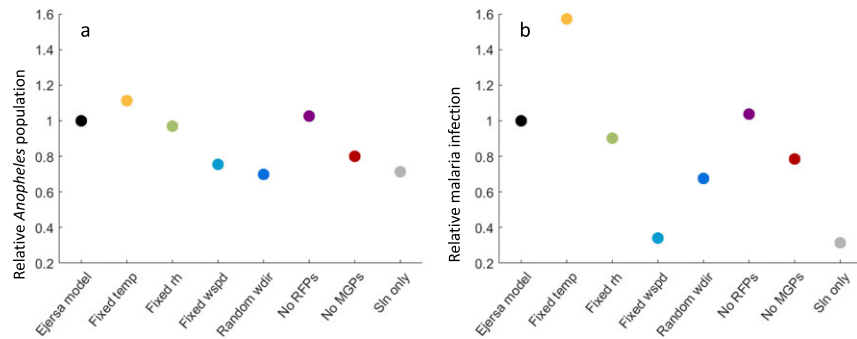 a
Relative Anopheles population
1.6
1.4
1.2
1
0.8
0.6
0.4
0.2
Ejersa model
Fixed temp
Fixed rh
Fixed wspd
Random wdir
No RFPs
No MGPs
Sln only
b
Relative malaria infection
1.6
1.4
1.2
1
0.8
0.6
0.4
0.2
Ejersa model
Fixed temp
Fixed rh
Fixed wspd
Random wdir
No RFPs
No MGPs
Sln only